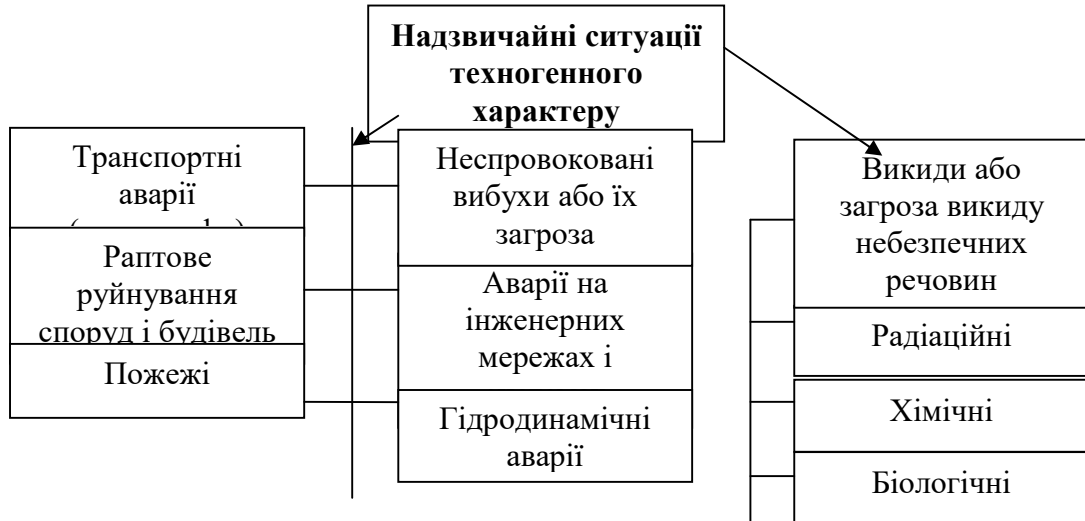 Надзвичайні ситуації
техногенного
характеру
Транспортні
аварії
Раптове
руйнування
споруд і будівель
Пожежі
Неспровоковані
вибухи або їх
загроза
Аварії на
інженерних
мережах і
Гідродинамічні
аварії
Викиди або
загроза викиду
небезпечних
речовин
Радіаційні
Хімічні
Біологічні